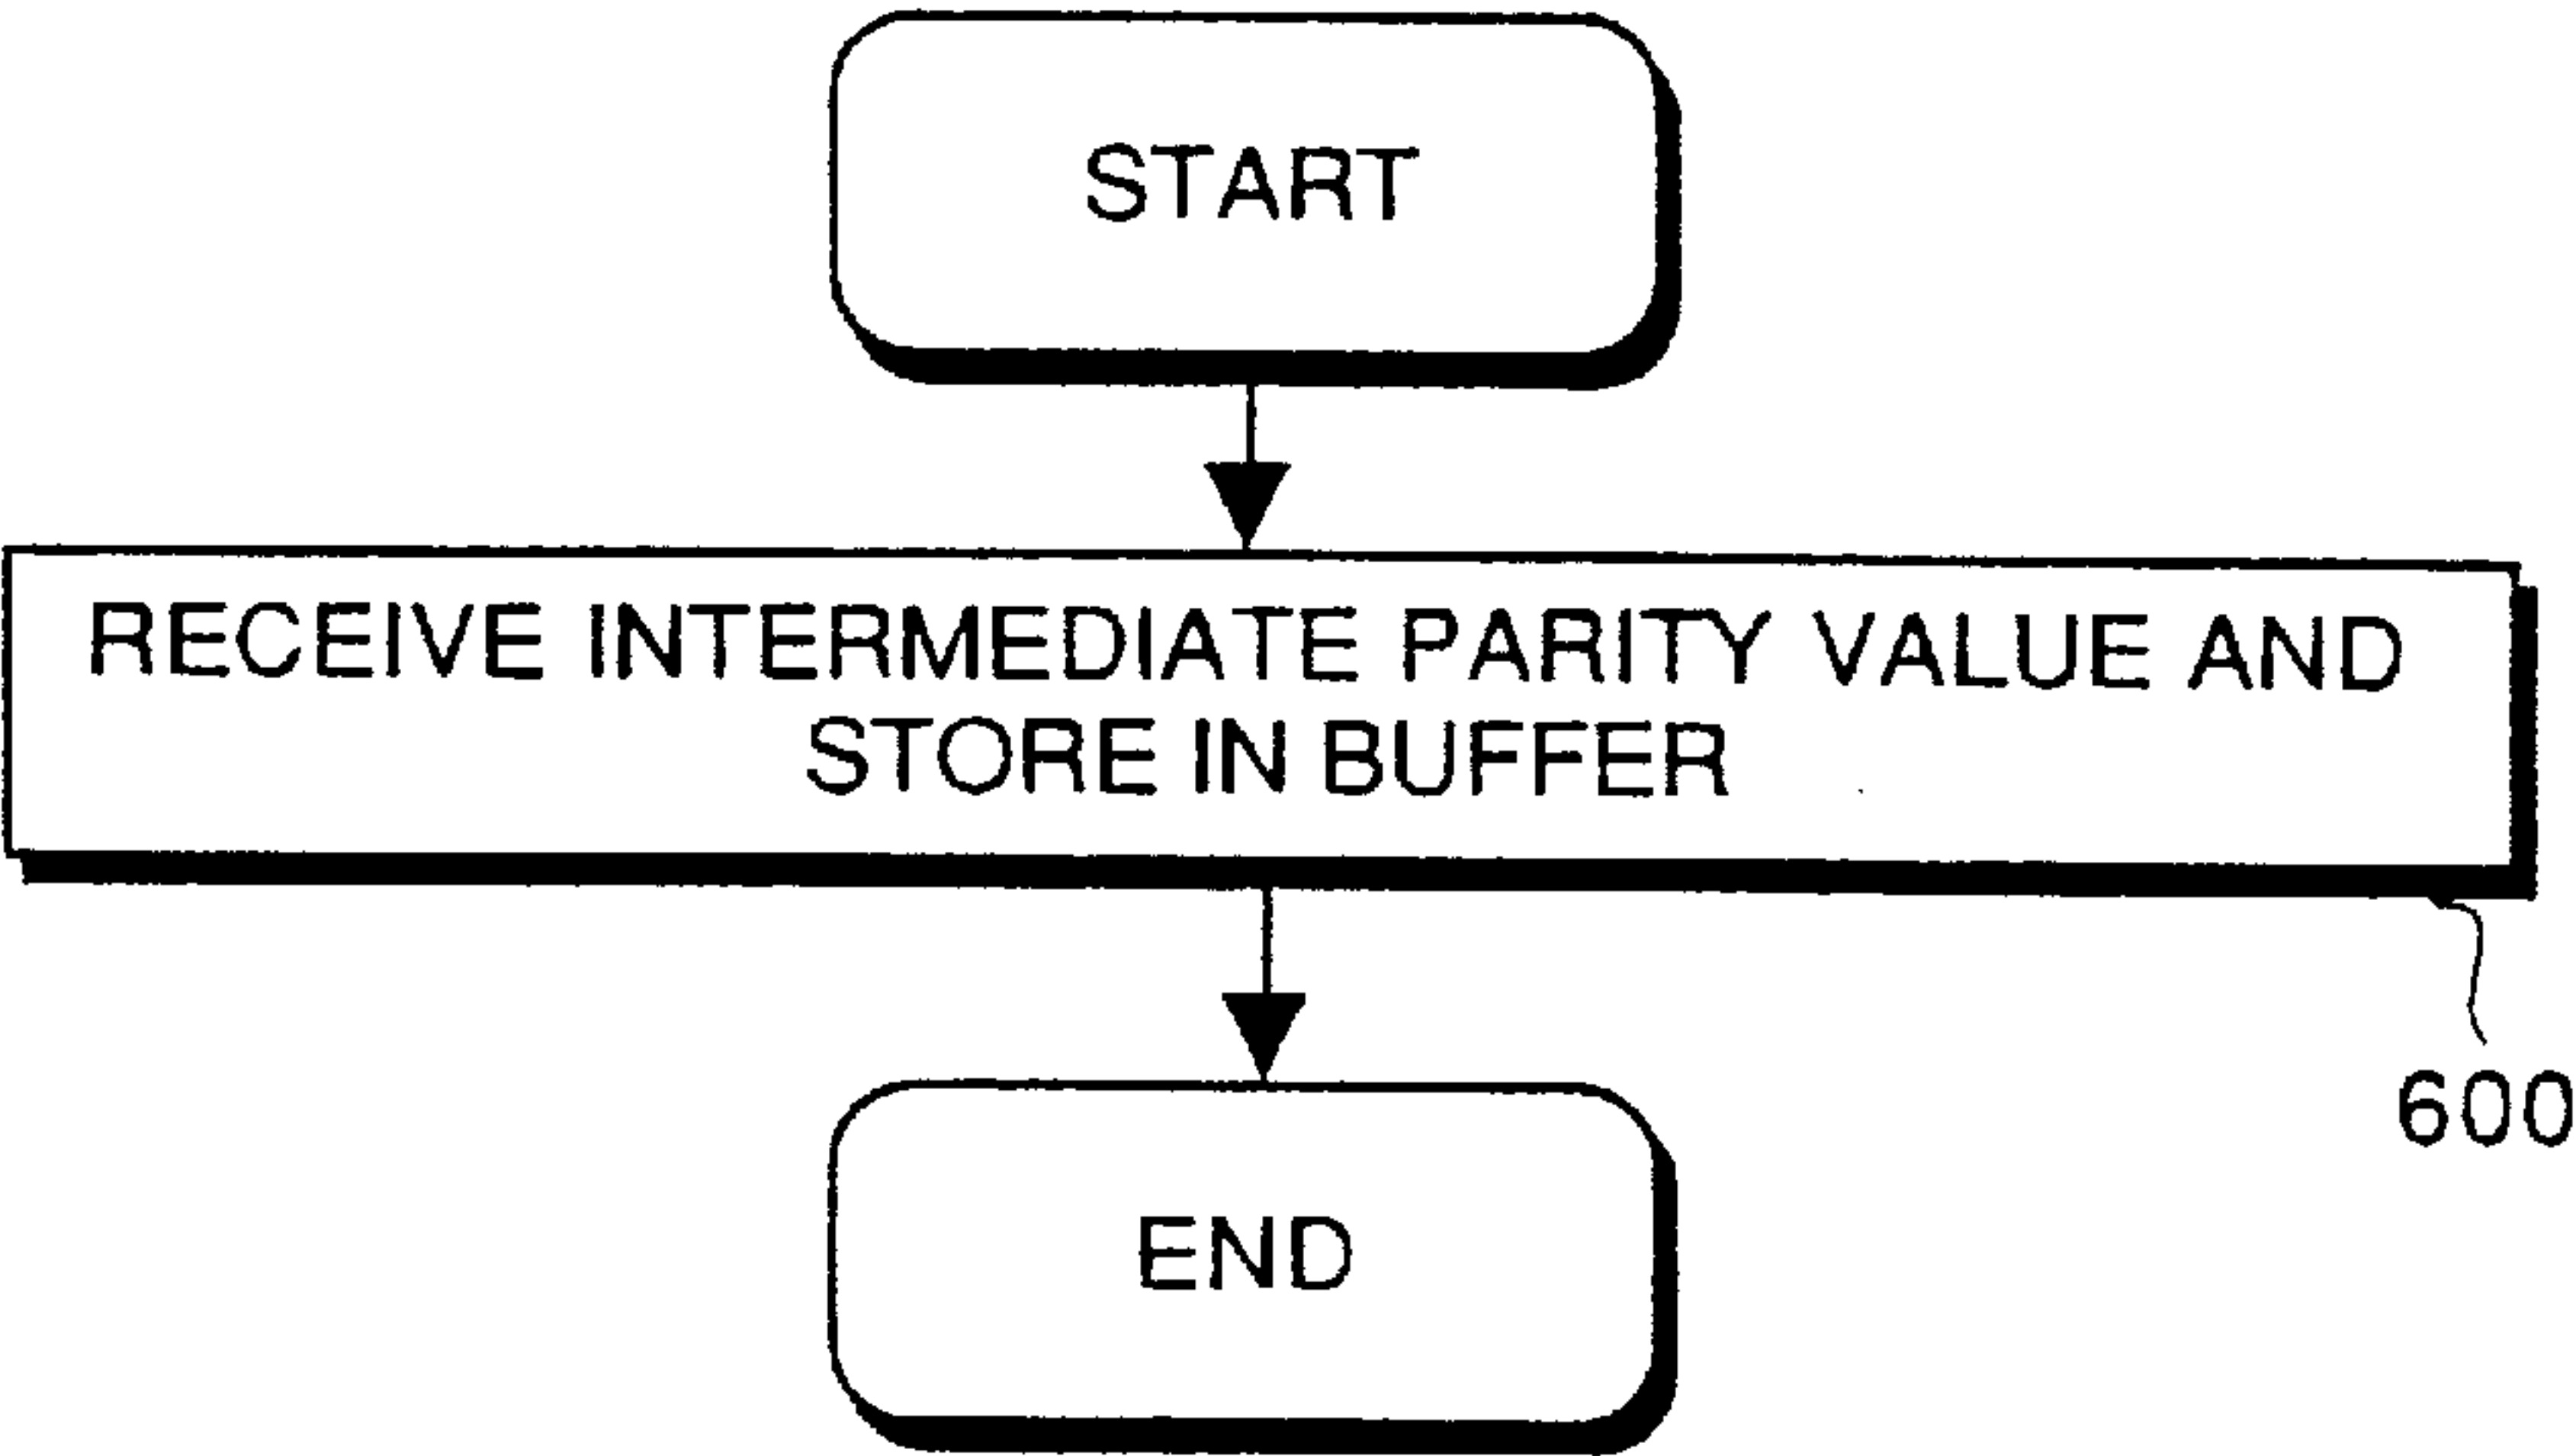 START
RECEIVE INTERMEDIATE PARITY VALUE AND
STORE IN BUFFER
600
END